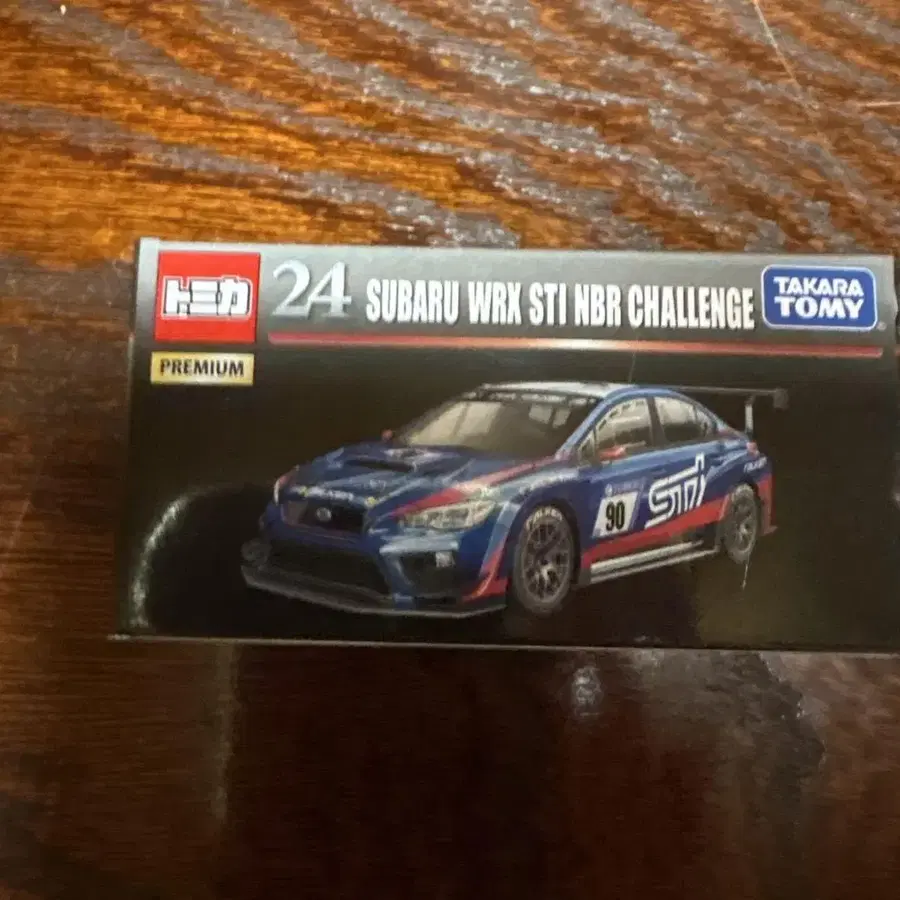 トミカ
24
SUBARU WRX STI NBR CHALLENGE
TAKARA
TOMY
PREMIUM
90
STI